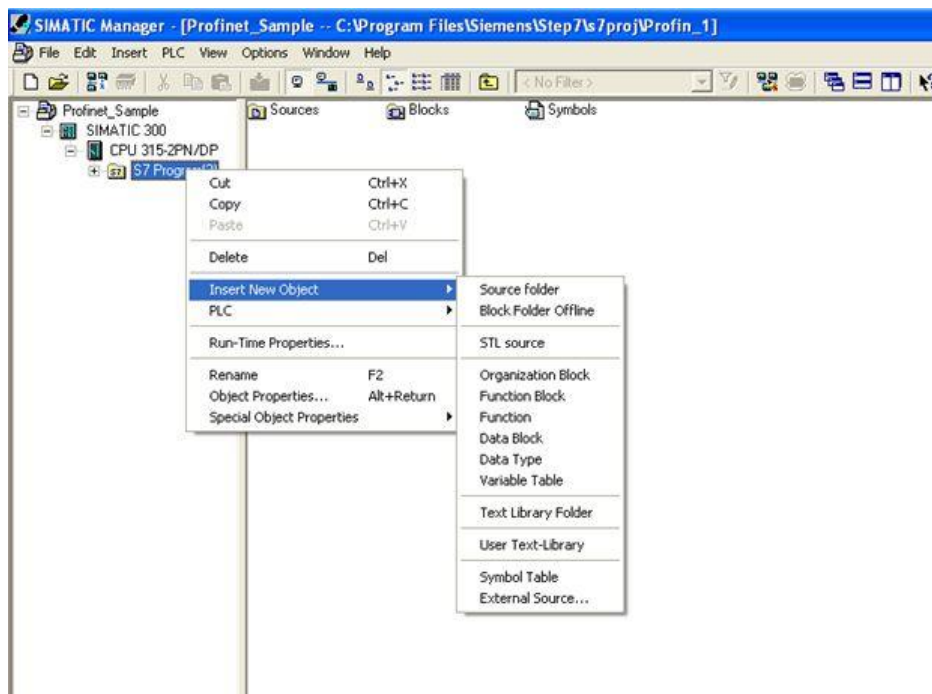 SIMATIC Manager - [Profinet_Sample -- C:\Program Files\Siemens\Step7\s7proj\Profin_1]
File Edit Insert PLC View Options Window Help
< No Filter >
Profinet_Sample
SIMATIC 300
CPU 315-2PN/DP
S7
Sources
Blocks
Symbols
Cut Ctrl+X
Copy Ctrl+C
Paste Ctrl+V
Delete Del
Insert New Object
PLC
Run-Time Properties...
Rename F2
Object Properties... Alt+Return
Special Object Properties
Source folder
Block Folder Offline
STL source
Organization Block
Function Block
Function
Data Block
Data Type
Variable Table
Text Library Folder
User Text-Library
Symbol Table
External Source...